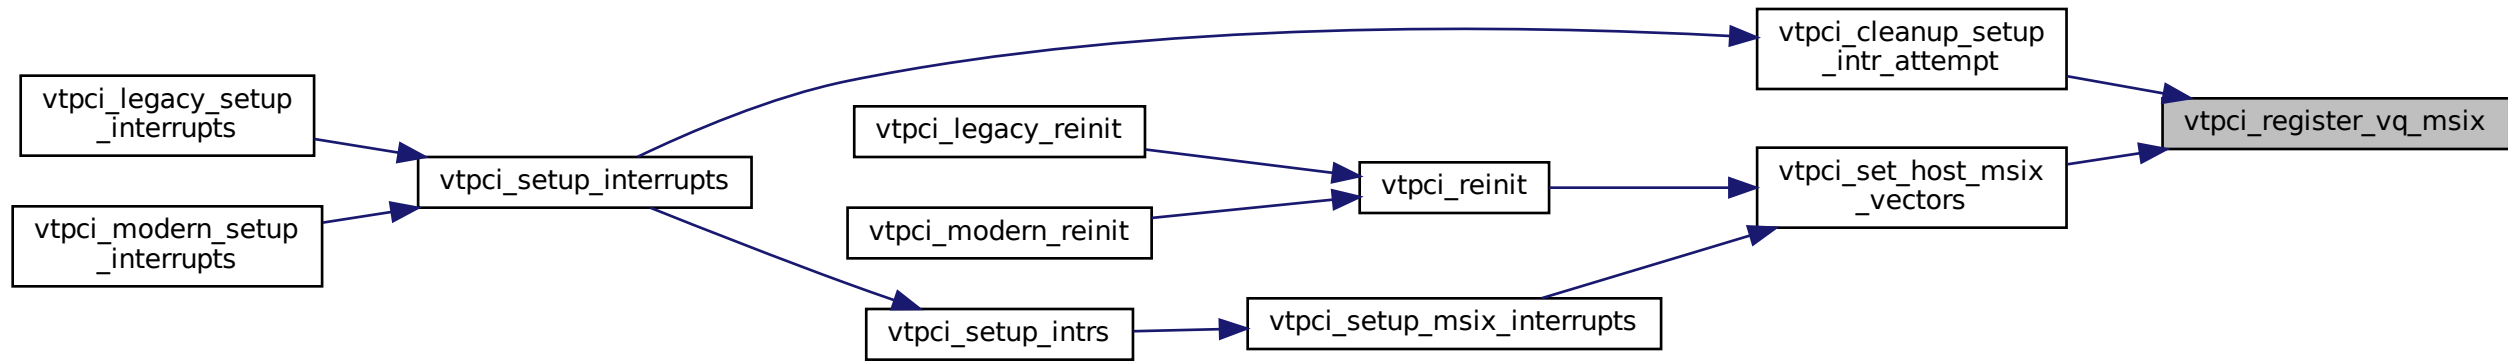 vtpci_cleanup_setup
_intr_attempt
vtpci_legacy_setup
_interrupts
vtpci_legacy_reinit
vtpci_register_vq_msix
vtpci_setup_interrupts
vtpci_reinit
vtpci_set_host_msix
_vectors
vtpci_modern_setup
_interrupts
vtpci_modern_reinit
vtpci_setup_intrs
vtpci_setup_msix_interrupts